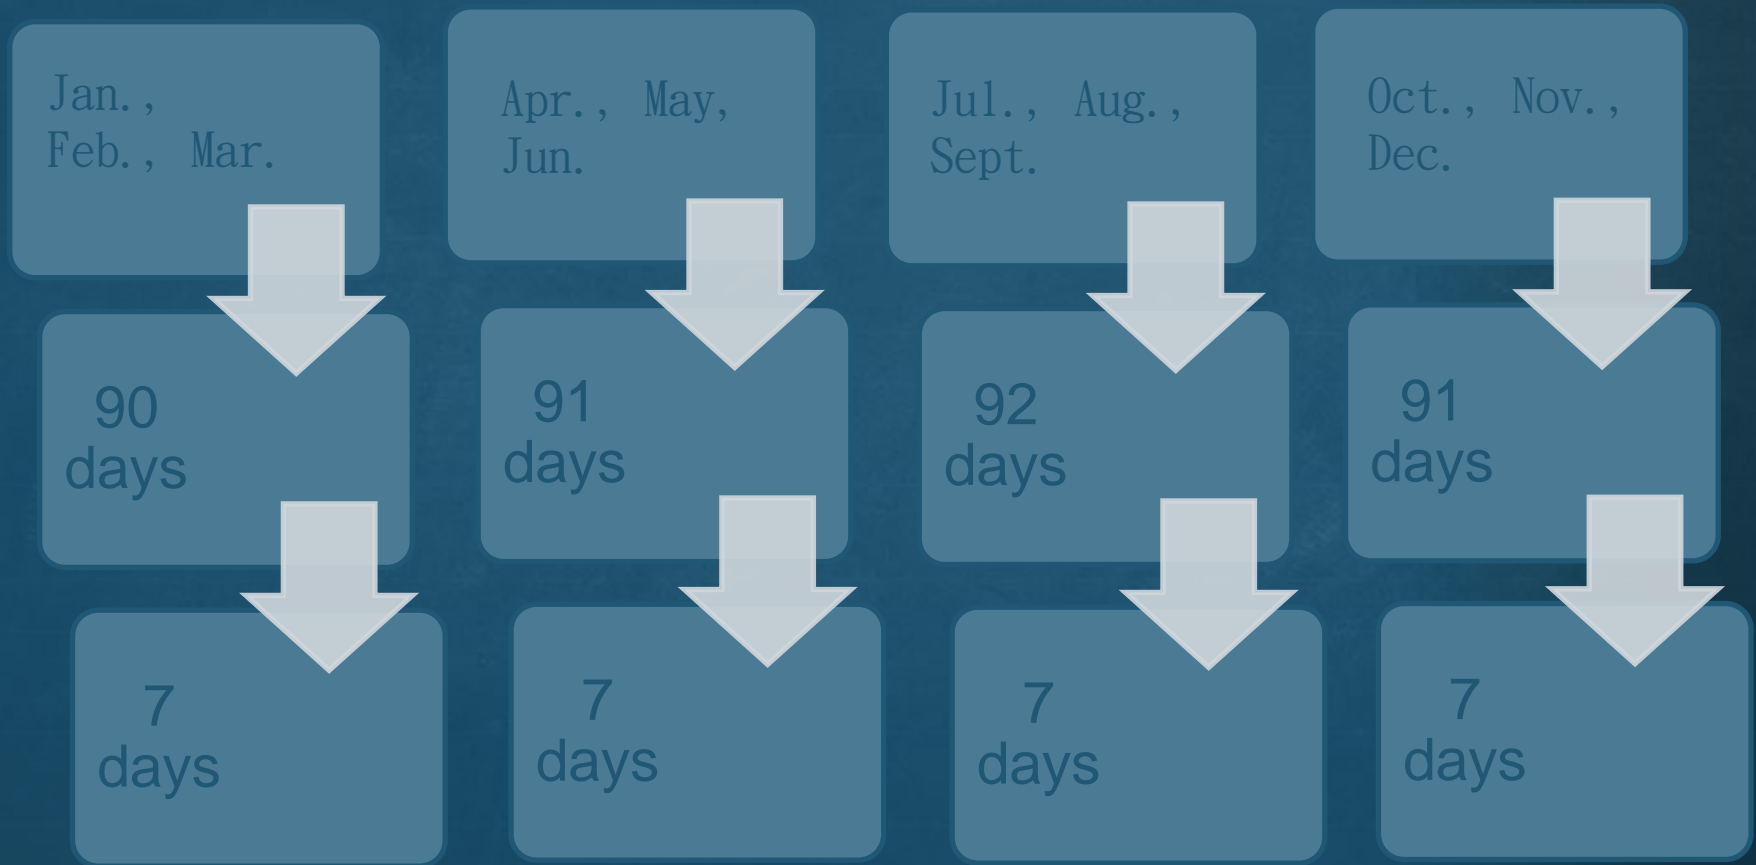 Jan.,
Feb., Mar.
90
days
7
days
Apr., May,
Jun.
91
days
7
days
Jul., Aug.,
Sept.
92
days
7
days
Oct., Nov.,
Dec.
91
days
7
days